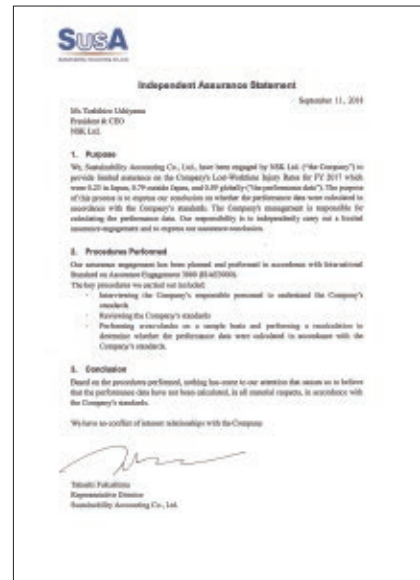 SusA
Independent Assurance Statement
September 11, 2018
Mr. Toshihiro Uchiyama
President & CEO
NSK Ltd.
1. Purpose
We, Sustainability Accounting Co., Ltd., have been engaged by NSK Ltd. ("the Company") to
provide limited assurance on the Company's Lost-Worktime Injury Rates for FY 2017 which
were 0.23 in Japan, 0.79 outside Japan, and 0.59 globally ("the performance data"). The purpose
of this process is to express our conclusion on whether the performance data were calculated in
accordance with the Company's standards. The Company's management is responsible for
calculating the performance data. Our responsibility is to independently carry out a limited
assurance engagement and to express our assurance conclusion.
2. Procedures Performed
Our assurance engagement has been planned and performed in accordance with International
Standard on Assurance Engagement 3000 (ISAE3000).
The key procedures we carried out included:
· Interviewing the Company's responsible personnel to understand the Company's
standards
· Reviewing the Company's standards
· Performing cross-checks on a sample basis and performing a recalculation to
determine whether the performance data were calculated in accordance with the
Company's standards.
3. Conclusion
Based on the procedures performed, nothing has come to our attention that causes us to believe
that the performance data have not been calculated, in all material respects, in accordance with
the Company's standards.
We have no conflict of interest relationships with the Company.
Takashi Fukushima
Representative Director
Sustainability Accounting Co., Ltd.